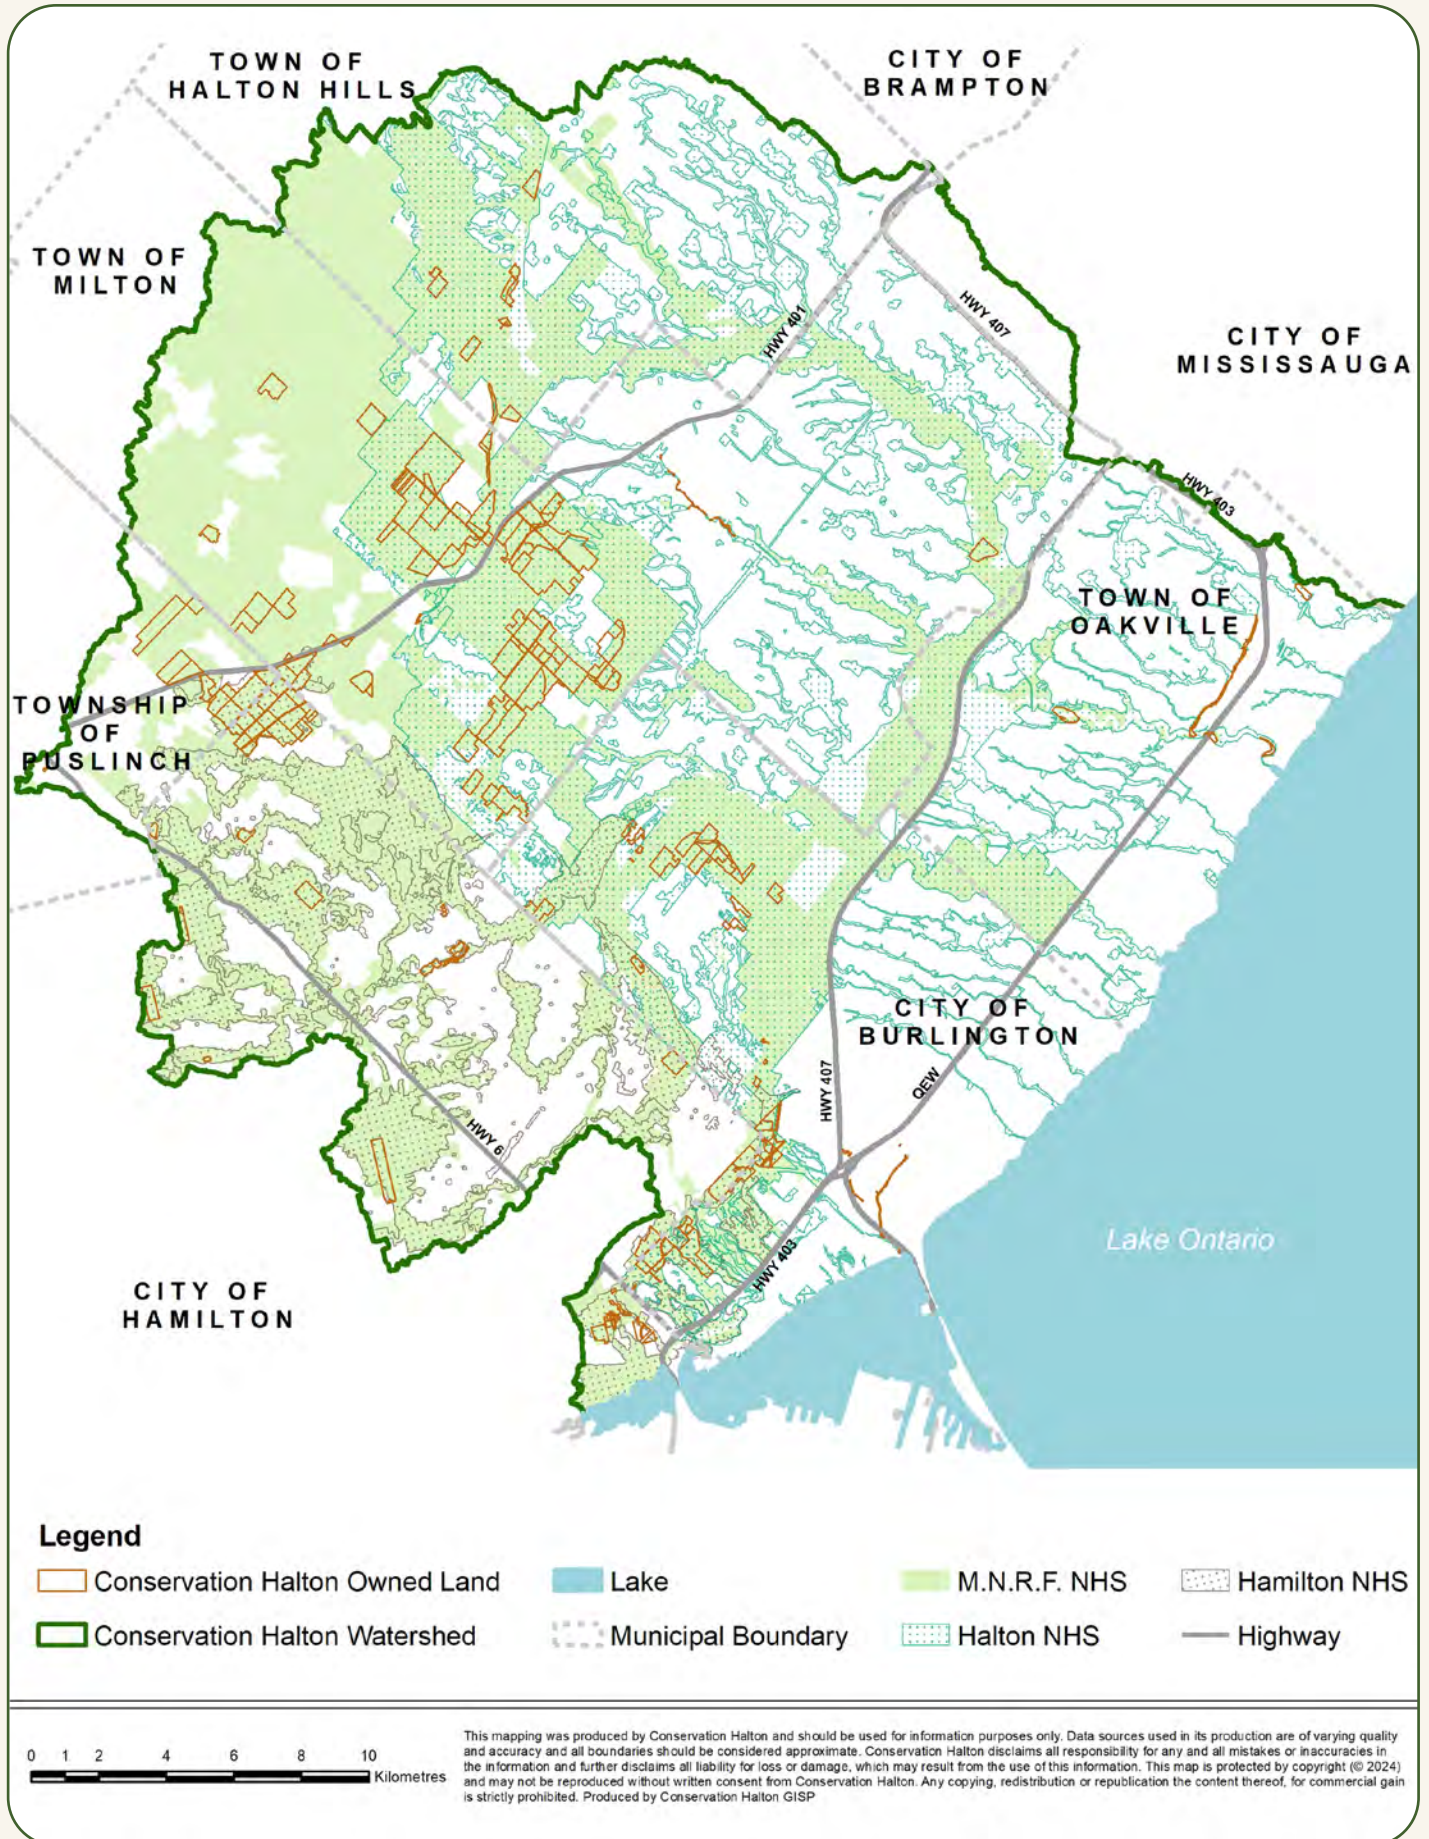 TOWN OF
HALTON HILLS
CITY OF
BRAMPTON
TOWN OF
MILTON
HWY 407
HWY 401
CITY OF
MISSISSAUGA
HWY 403
TOWN OF
OAKVILLE
TOWNSHIP
OF
PUSLINCH
CITY OF
BURLINGTON
HWY 407
QEW
HWY 6
Lake Ontario
HWY 403
CITY OF
HAMILTON
Legend
Conservation Halton Owned Land
Lake
M.N.R.F. NHS
Hamilton NHS
Conservation Halton Watershed
Municipal Boundary
Halton NHS
Highway
0 1 2 4 6 8 10
Kilometres
This mapping was produced by Conservation Halton and should be used for information purposes only. Data sources used in its production are of varying quality
and accuracy and all boundaries should be considered approximate. Conservation Halton disclaims all responsibility for any and all mistakes or inaccuracies in
the information and further disclaims all liability for loss or damage, which may result from the use of this information. This map is protected by copyright (© 2024)
and may not be reproduced without written consent from Conservation Halton. Any copying, redistribution or republication the content thereof, for commercial gain
is strictly prohibited. Produced by Conservation Halton GISP